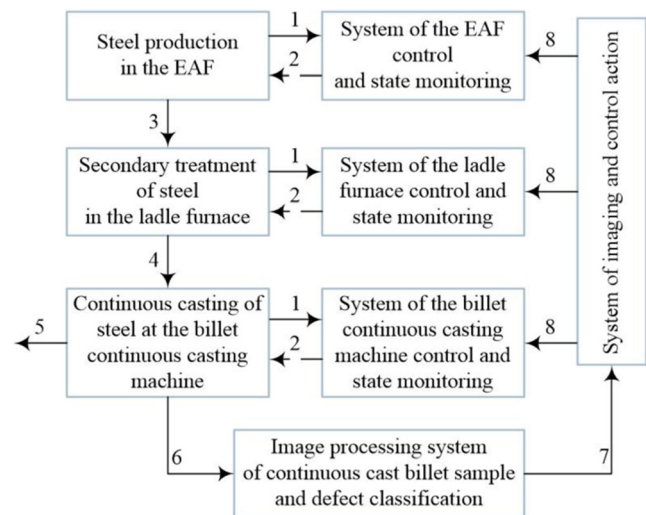 Steel production
in the EAF
1
2
System of the EAF
control
and state monitoring
8
3
Secondary treatment
of steel
in the ladle furnace
1
2
System of the ladle
furnace control and
state monitoring
8
System of imaging and control action
4
5
Continuous casting of
steel at the billet
continuous casting
machine
1
2
System of the billet
continuous casting
machine control and
state monitoring
8
6
Image processing system
of continuous cast billet sample
and defect classification
7